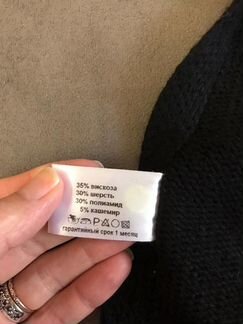 35% вискоза
30% шерсть
30% полиамид
5% кашемир
P
гарантийный срок 1 месяц